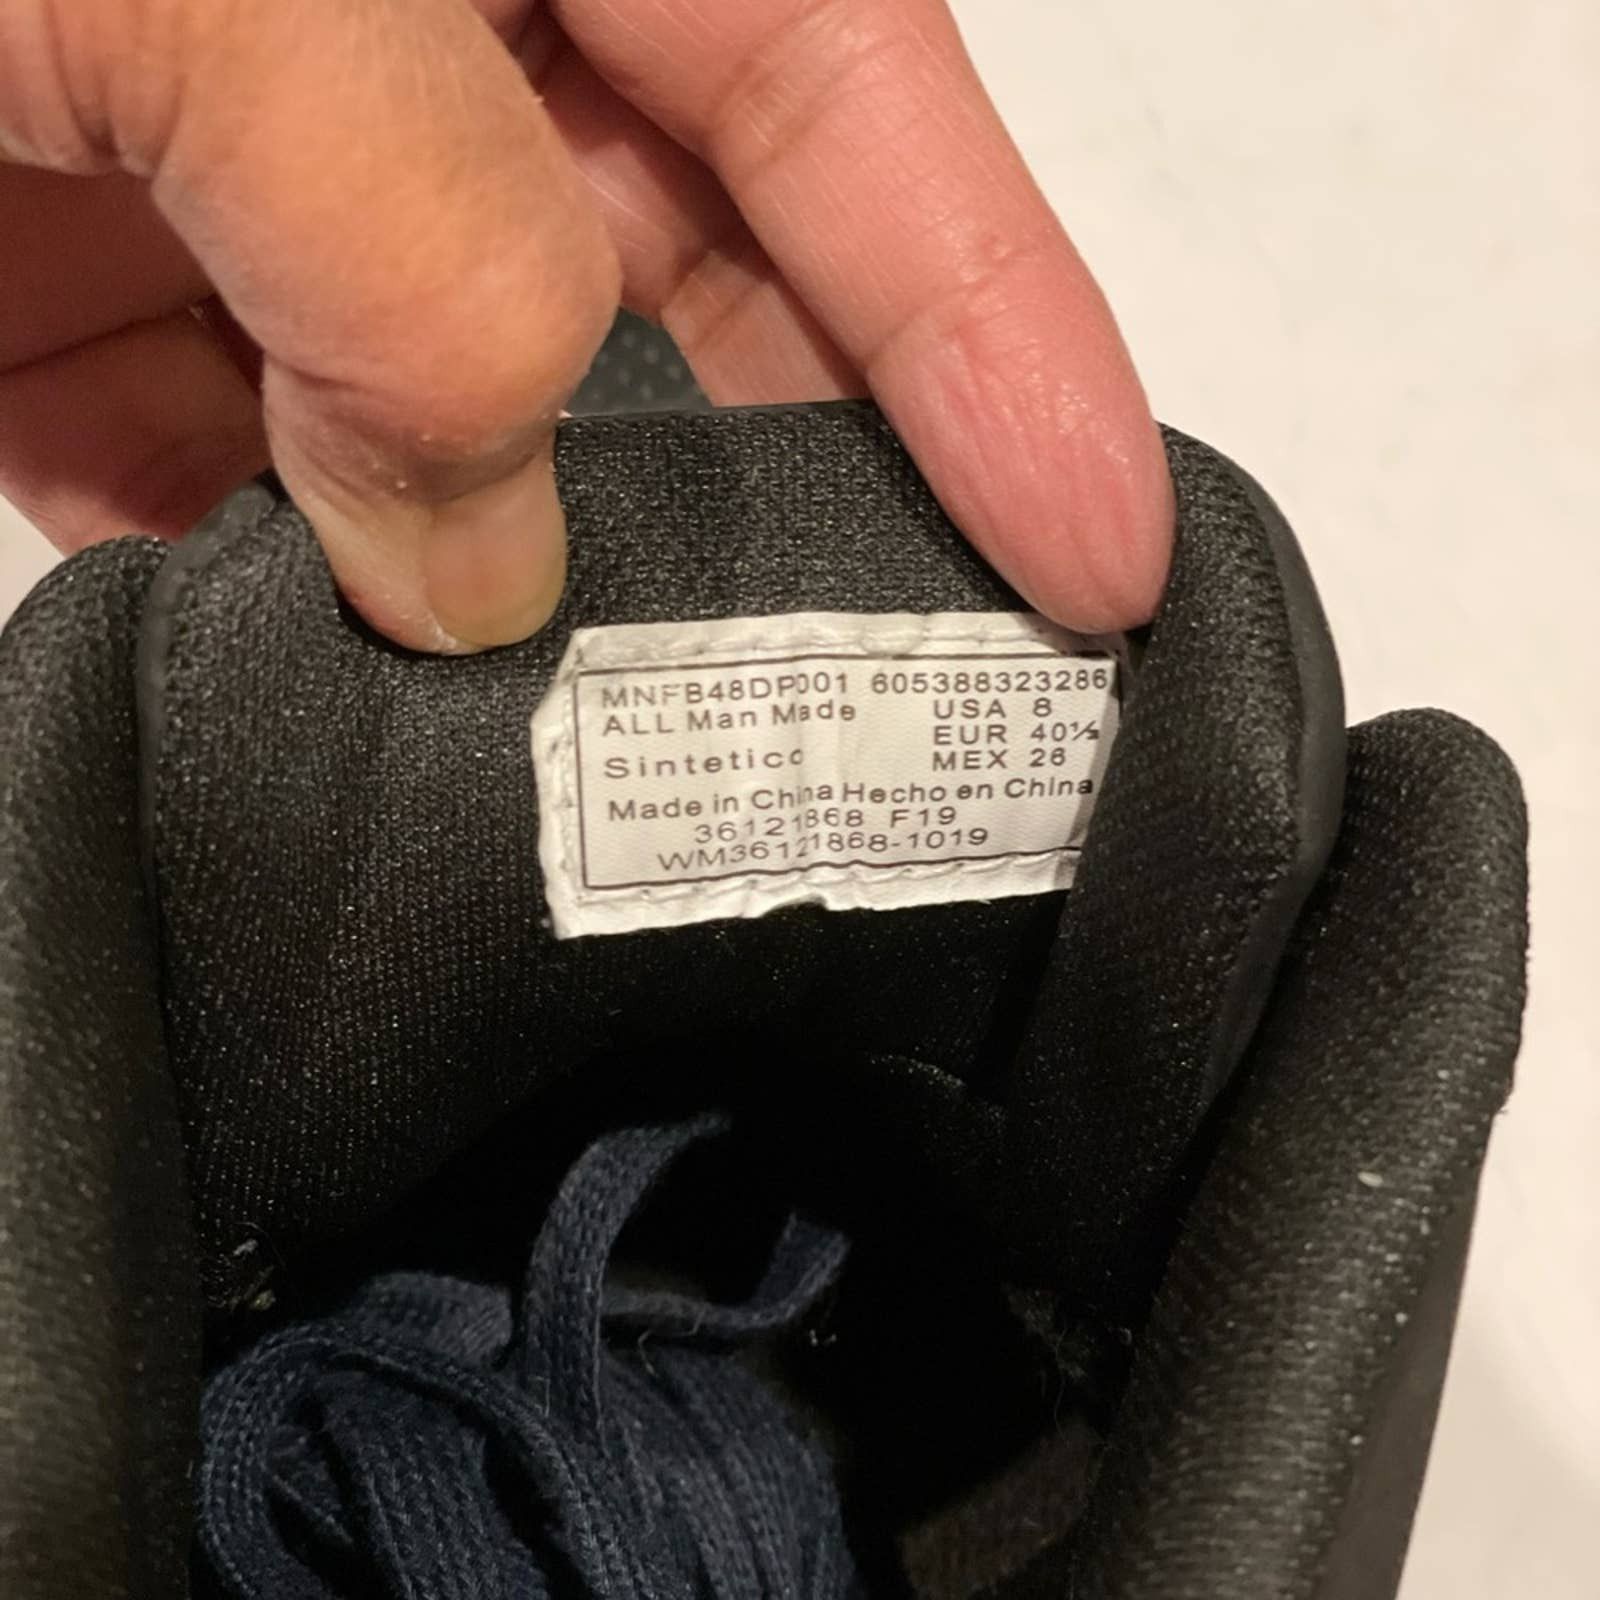 MNFB48DP001 605388323286
ALL Man Made USA 8
EUR 40½
Sintetico MEX 26
Made in China Hecho en China
36121868 F19
WM36121868-1019